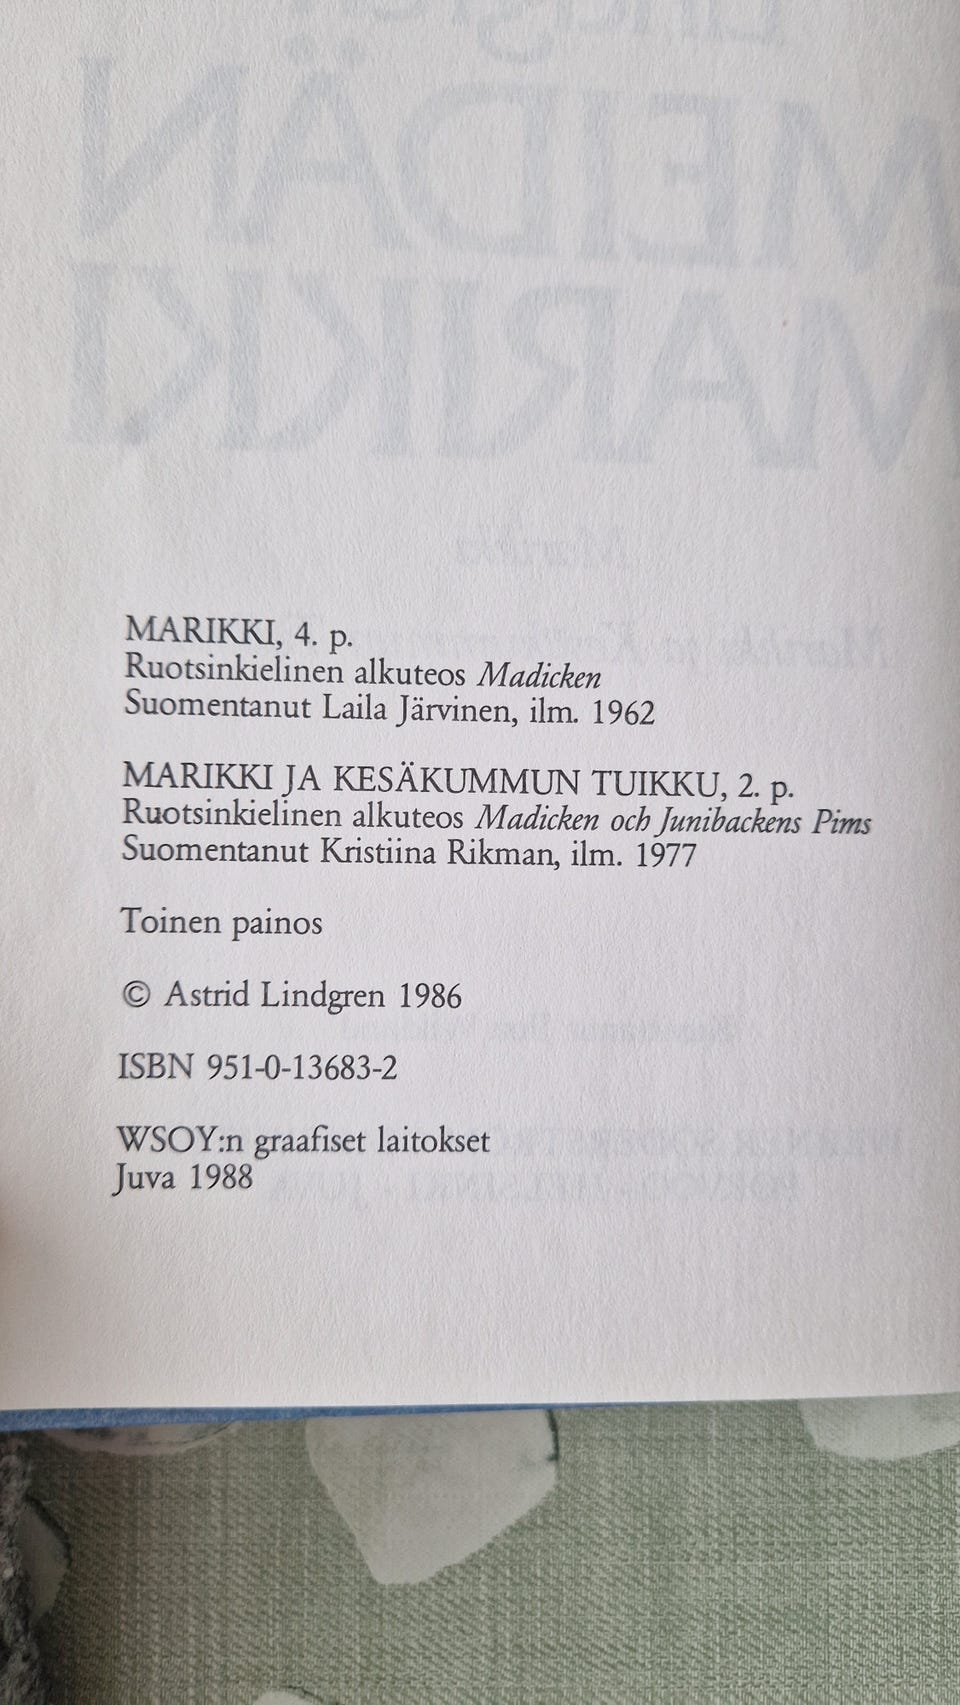 MEIDÄN
MARIKKI
MARIKKI, 4. p.
Ruotsinkielinen alkuteos Madicken
Suomentanut Laila Järvinen, ilm. 1962
MARIKKI JA KESÄKUMMUN TUIKKU, 2. p.
Ruotsinkielinen alkuteos Madicken och Junibackens Pims
Suomentanut Kristiina Rikman, ilm. 1977
Toinen painos
© Astrid Lindgren 1986
ISBN 951-0-13683-2
WSOY:n graafiset laitokset
Juva 1988